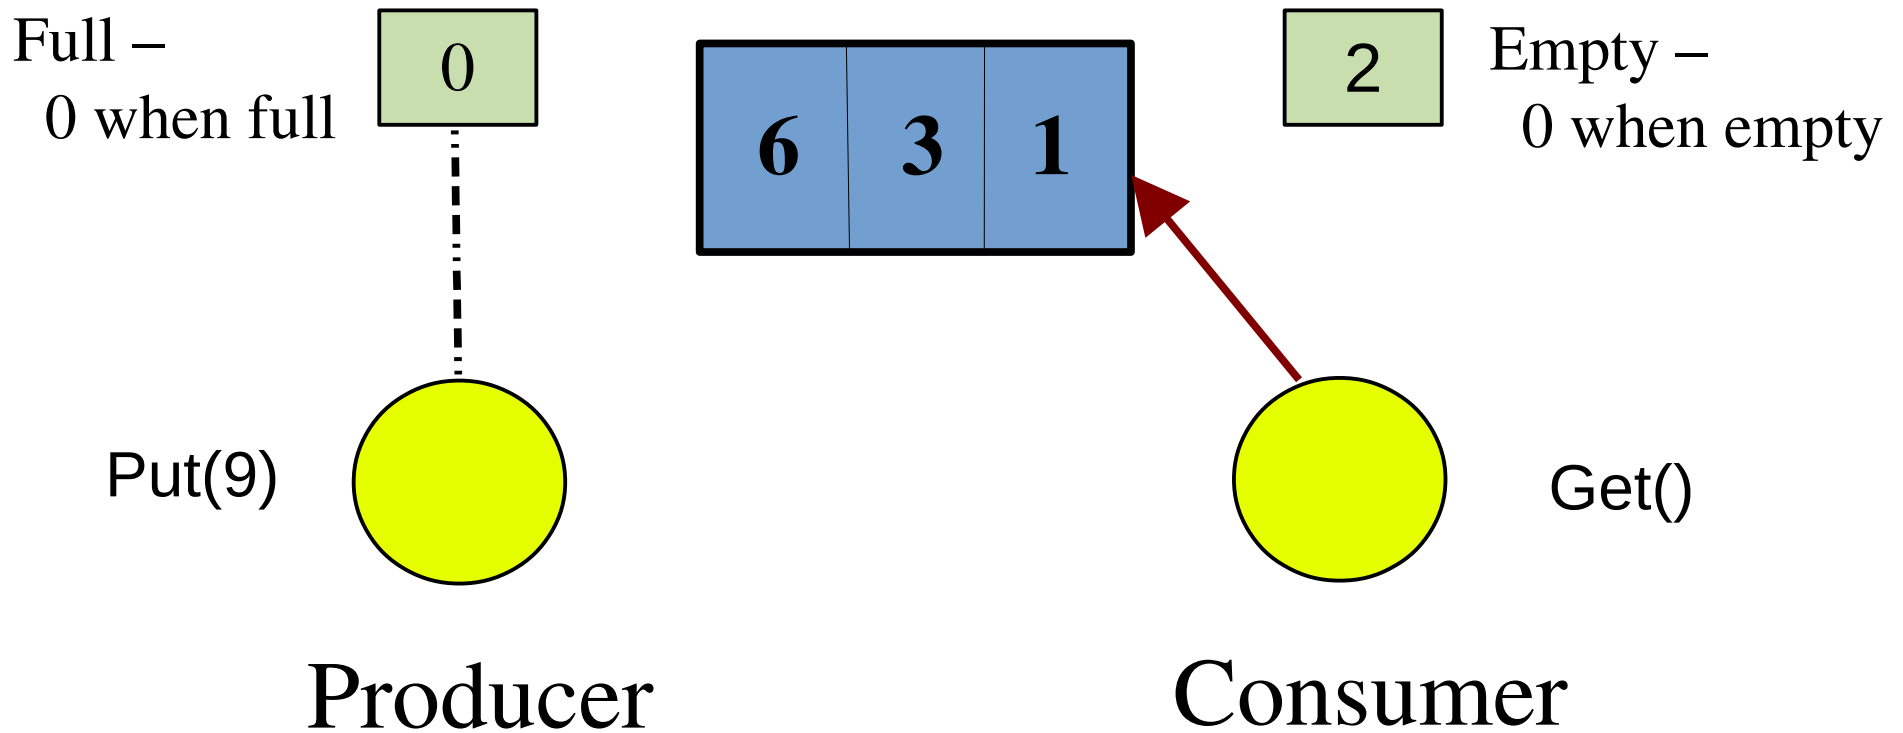 Full –
0 when full
0
6 3 1
2
Empty –
0 when empty
Put(9)
Get()
Producer
Consumer